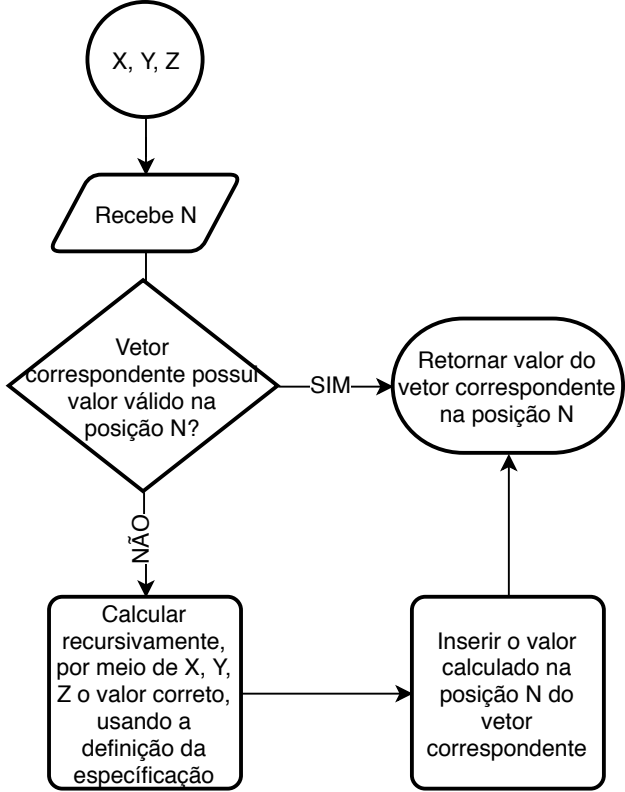 X, Y, Z
Recebe N
Vetor
correspondente possui
valor válido na
posição N?
SIM
Retornar valor do
vetor correspondente
na posição N
NÃO
Calcular
recursivamente,
por meio de X, Y,
Z o valor correto,
usando a
definição da
específicação
Inserir o valor
calculado na
posição N do
vetor
correspondente